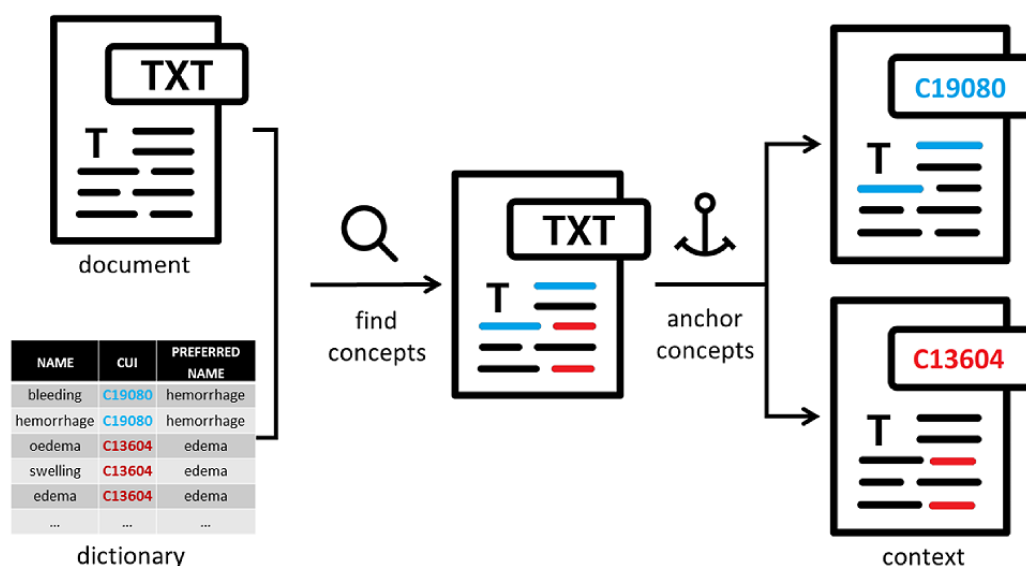 TXT
T
document
NAME CUI PREFERRED NAME
bleeding C19080 hemorrhage
hemorrhage C19080 hemorrhage
oedema C13604 edema
swelling C13604 edema
edema C13604 edema
... ... ...
dictionary
find
concepts
TXT
T
anchor
concepts
C19080
T
C13604
T
context